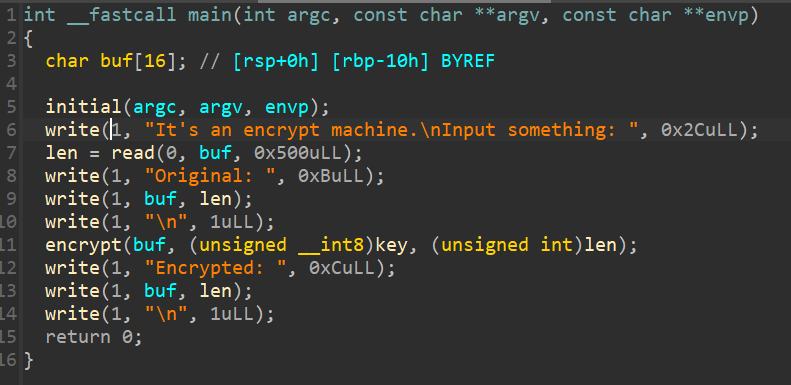 1 int __fastcall main(int argc, const char **argv, const char **envp)
2 {
3 char buf[16]; // [rsp+0h] [rbp-10h] BYREF
4
5 initial(argc, argv, envp);
6 write(1, "It's an encrypt machine.\nInput something: ", 0x2CuLL);
7 len = read(0, buf, 0x500uLL);
8 write(1, "Original: ", 0xBuLL);
9 write(1, buf, len);
10 write(1, "\n", 1uLL);
11 encrypt(buf, (unsigned __int8)key, (unsigned int)len);
12 write(1, "Encrypted: ", 0xCuLL);
13 write(1, buf, len);
14 write(1, "\n", 1uLL);
15 return 0;
16 }